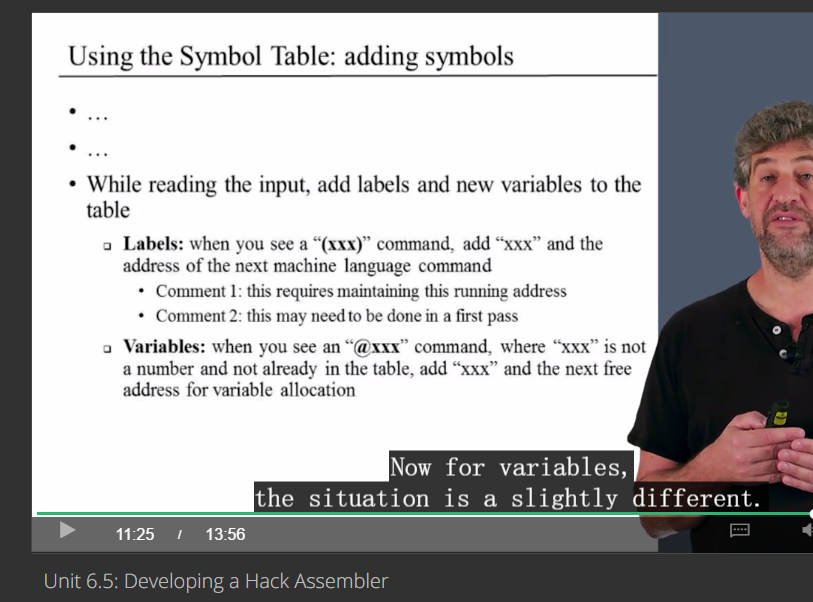 Using the Symbol Table: adding symbols
• …
• …
• While reading the input, add labels and new variables to the
table
❑ Labels: when you see a “(xxx)” command, add “xxx” and the
address of the next machine language command
• Comment 1: this requires maintaining this running address
• Comment 2: this may need to be done in a first pass
❑ Variables: when you see an “@xxx” command, where “xxx” is not
a number and not already in the table, add “xxx” and the next free
address for variable allocation
Now for variables,
the situation is a slightly different.
11:25 / 13:56
Unit 6.5: Developing a Hack Assembler